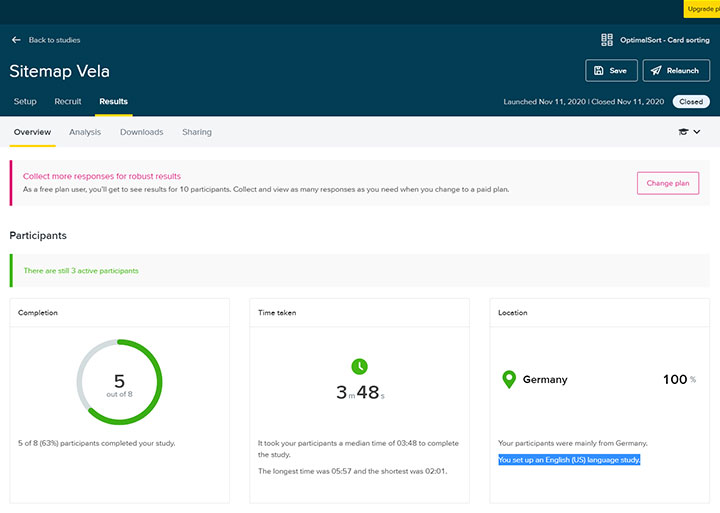 Upgrade pl
Back to studies
OptimalSort - Card sorting
Sitemap Vela
Save
Relaunch
Setup Recruit Results
Launched Nov 11, 2020 | Closed Nov 11, 2020 Closed
Overview Analysis Downloads Sharing
Collect more responses for robust results
As a free plan user, you'll get to see results for 10 participants. Collect and view as many responses as you need when you change to a paid plan.
Change plan
Participants
There are still 3 active participants
Completion
5
out of 8
5 of 8 (63%) participants completed your study.
Time taken
3 m 48 s
It took your participants a median time of 03:48 to complete
the study.
The longest time was 05:57 and the shortest was 02:01.
Location
Germany 100 %
Your participants were mainly from Germany.
You set up an English (US) language study.